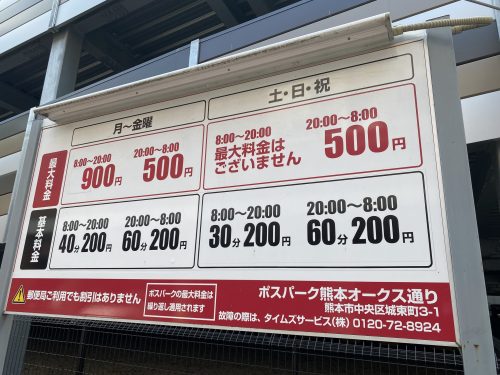 月～金曜
土・日・祝
最大料金
8:00～20:00 20:00～8:00
900円 500円
8:00～20:00 20:00～8:00
最大料金は
ございません
500円
基本料金
8:00～20:00 20:00～8:00
40分200円 60分200円
8:00～20:00 20:00～8:00
30分200円 60分200円
郵便局ご利用でも割引はありません
ポスパークの最大料金は
繰り返し適用されます
ポスパーク熊本オークス通り
熊本市中央区城東町3-1
故障の際は、タイムズサービス(株) 0120-72-8924